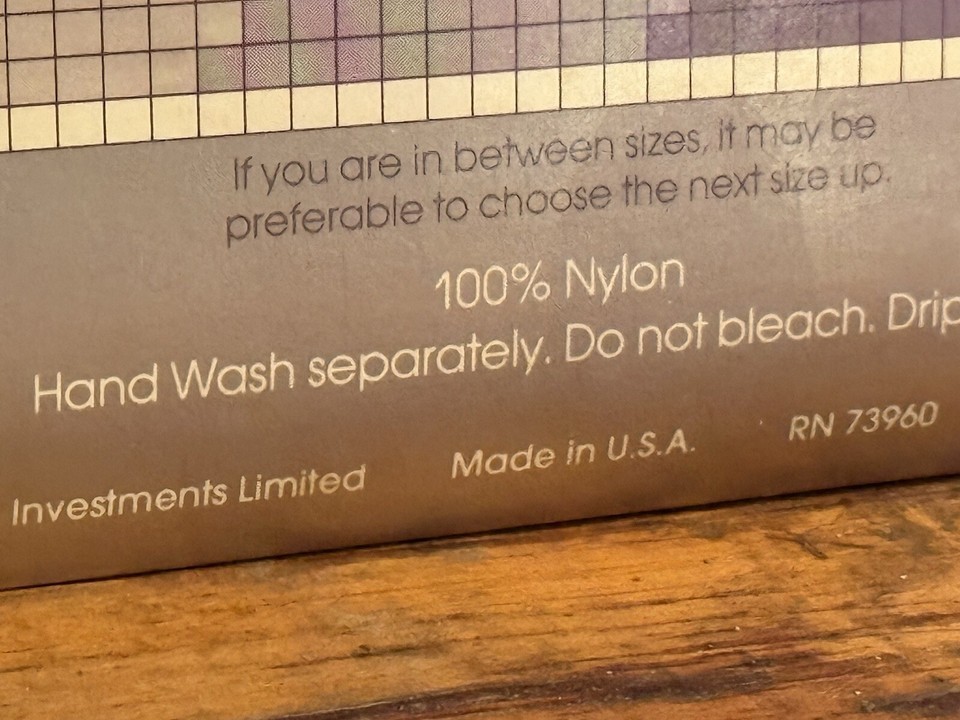 If you are in between sizes, it may be
preferable to choose the next size up.
100% Nylon
Hand Wash separately. Do not bleach. Drip
Investments Limited
Made in U.S.A.
RN 73960